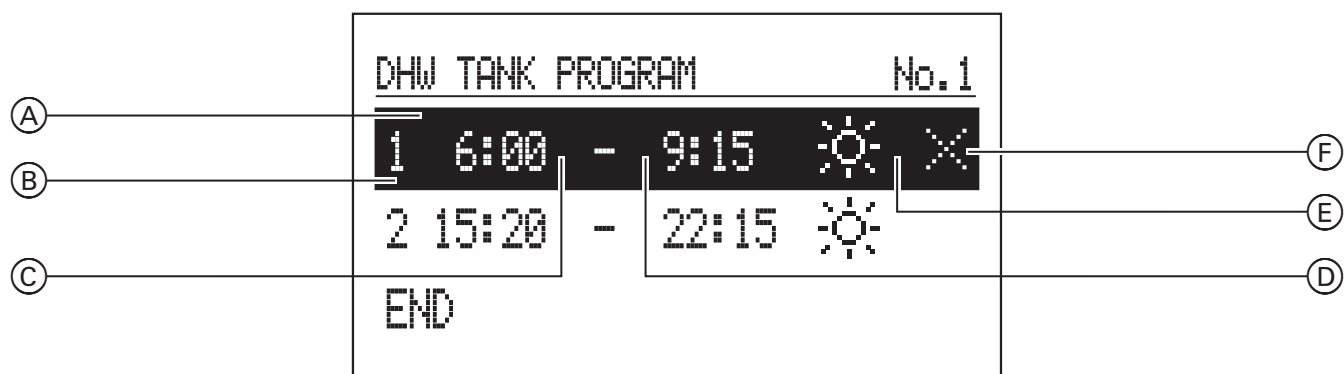 DHW TANK PROGRAM No.1
A
1 6:00 - 9:15
F
B
E
2 15:20 - 22:15
C
D
END